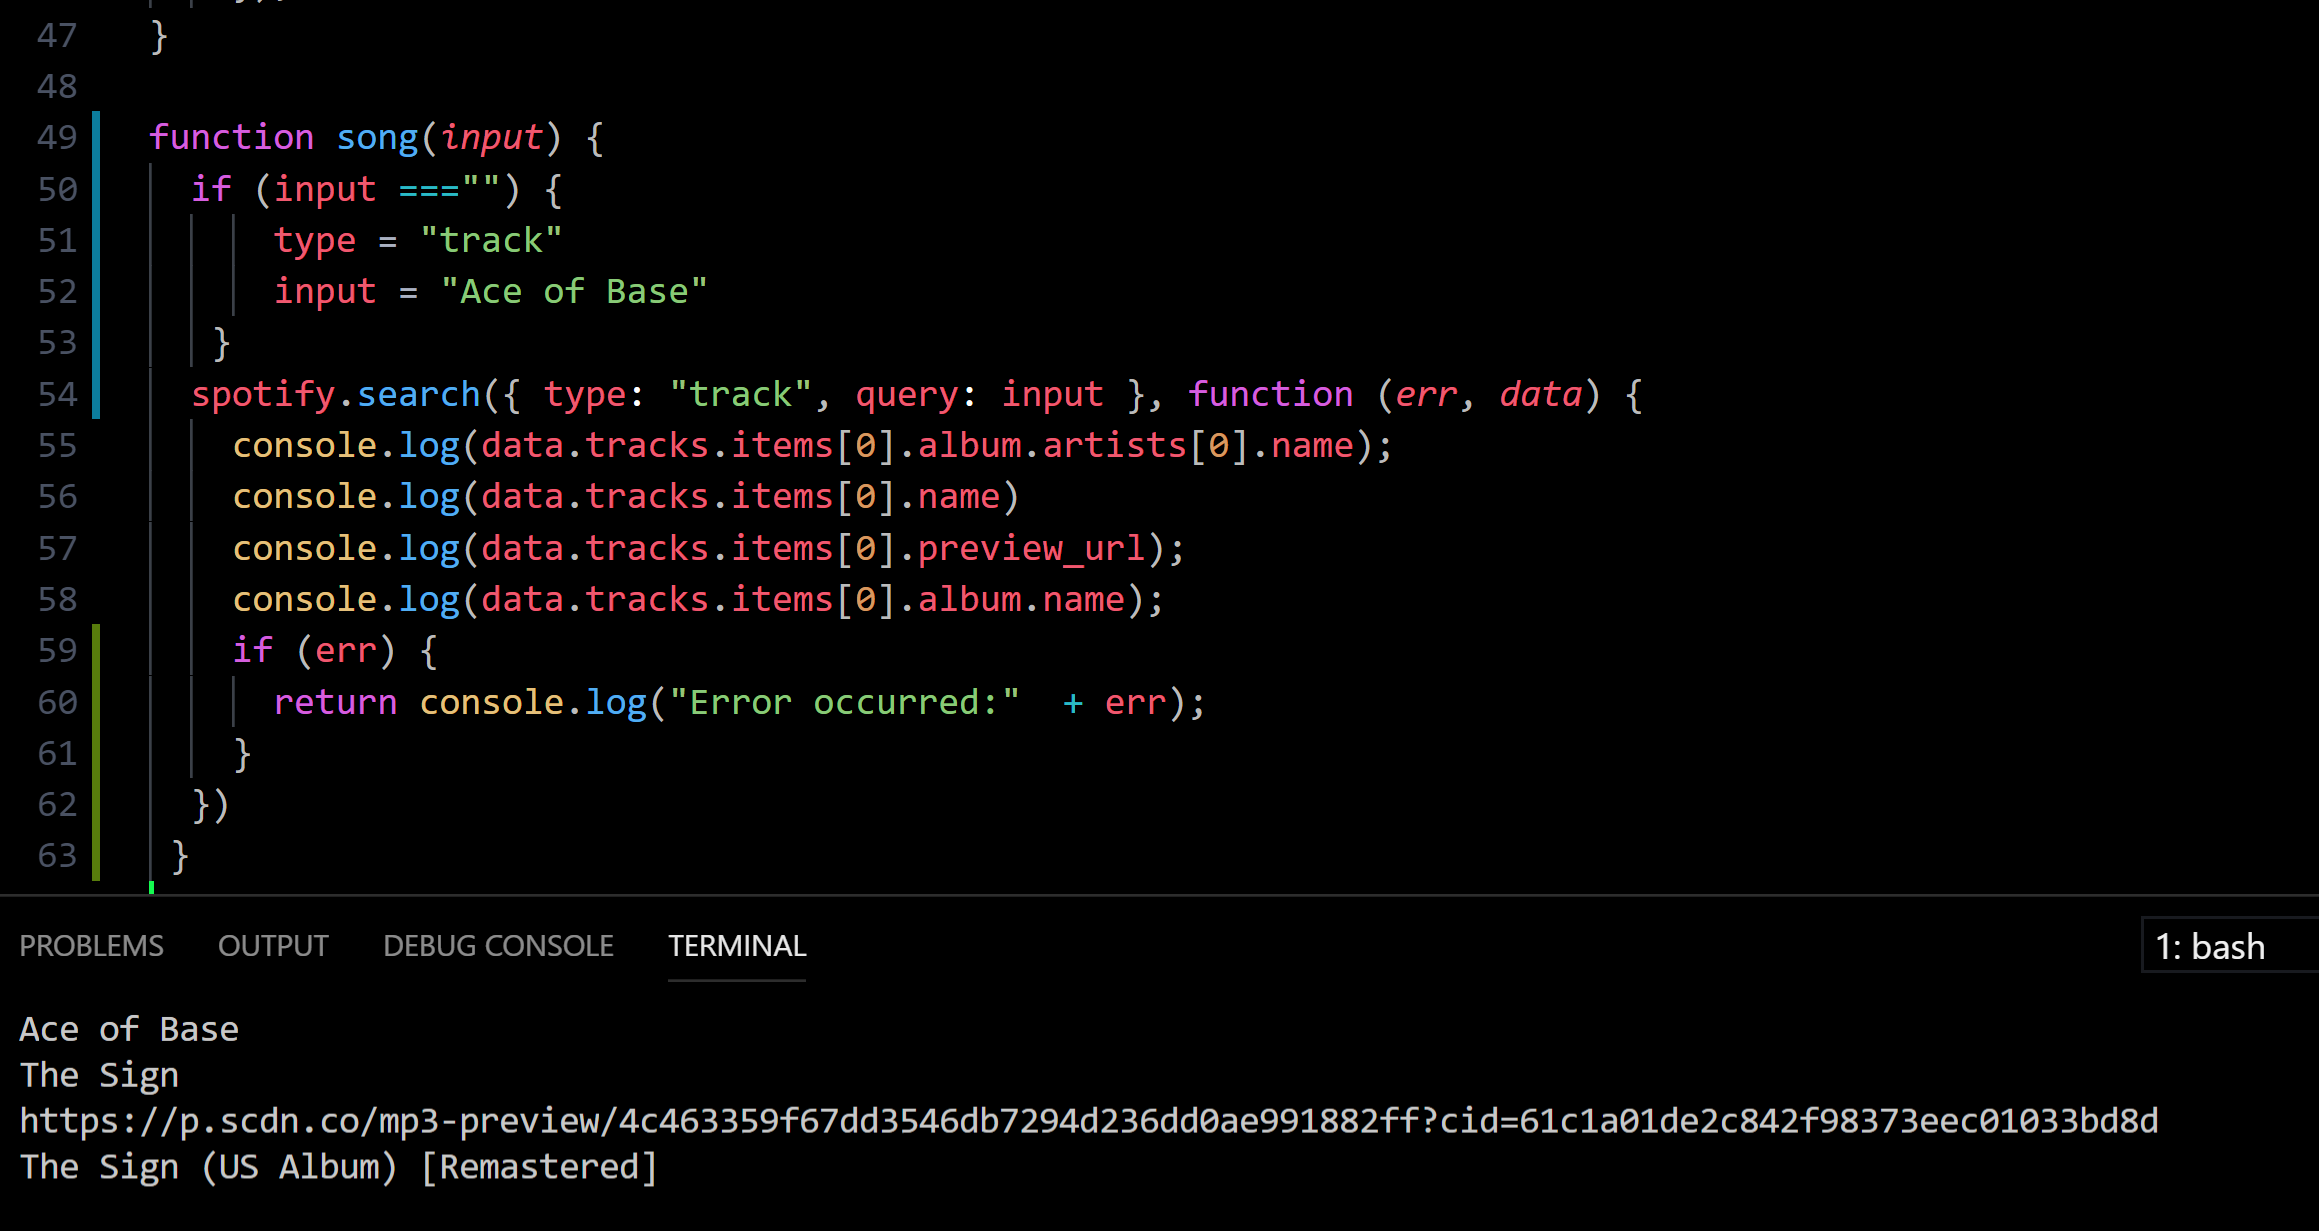 47 }
48
49 function song(input) {
50 if (input ==="") {
51 type = "track"
52 input = "Ace of Base"
53 }
54 spotify.search({ type: "track", query: input }, function (err, data) {
55 console.log(data.tracks.items[0].album.artists[0].name);
56 console.log(data.tracks.items[0].name)
57 console.log(data.tracks.items[0].preview_url);
58 console.log(data.tracks.items[0].album.name);
59 if (err) {
60 return console.log("Error occurred:"  + err);
61 }
62 })
63 }
PROBLEMS OUTPUT DEBUG CONSOLE TERMINAL 1: bash
Ace of Base
The Sign
https://p.scdn.co/mp3-preview/4c463359f67dd3546db7294d236dd0ae991882ff?cid=61c1a01de2c842f98373eec01033bd8d
The Sign (US Album) [Remastered]